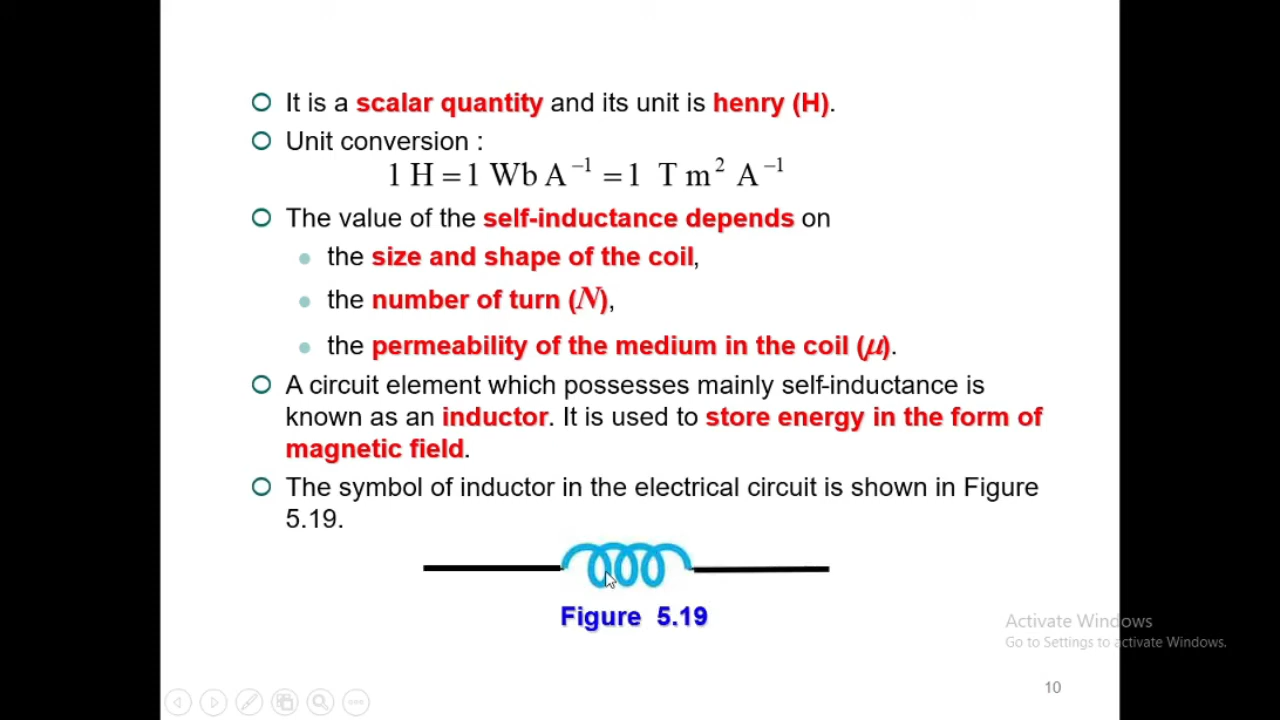 It is a scalar quantity and its unit is henry (H).
Unit conversion :
1 H = 1 Wb A⁻¹ = 1 T m² A⁻¹
The value of the self-inductance depends on
the size and shape of the coil,
the number of turn (N),
the permeability of the medium in the coil (μ).
A circuit element which possesses mainly self-inductance is
known as an inductor. It is used to store energy in the form of
magnetic field.
The symbol of inductor in the electrical circuit is shown in Figure
5.19.
Figure 5.19
Activate Windows
Go to Settings to activate Windows.
10